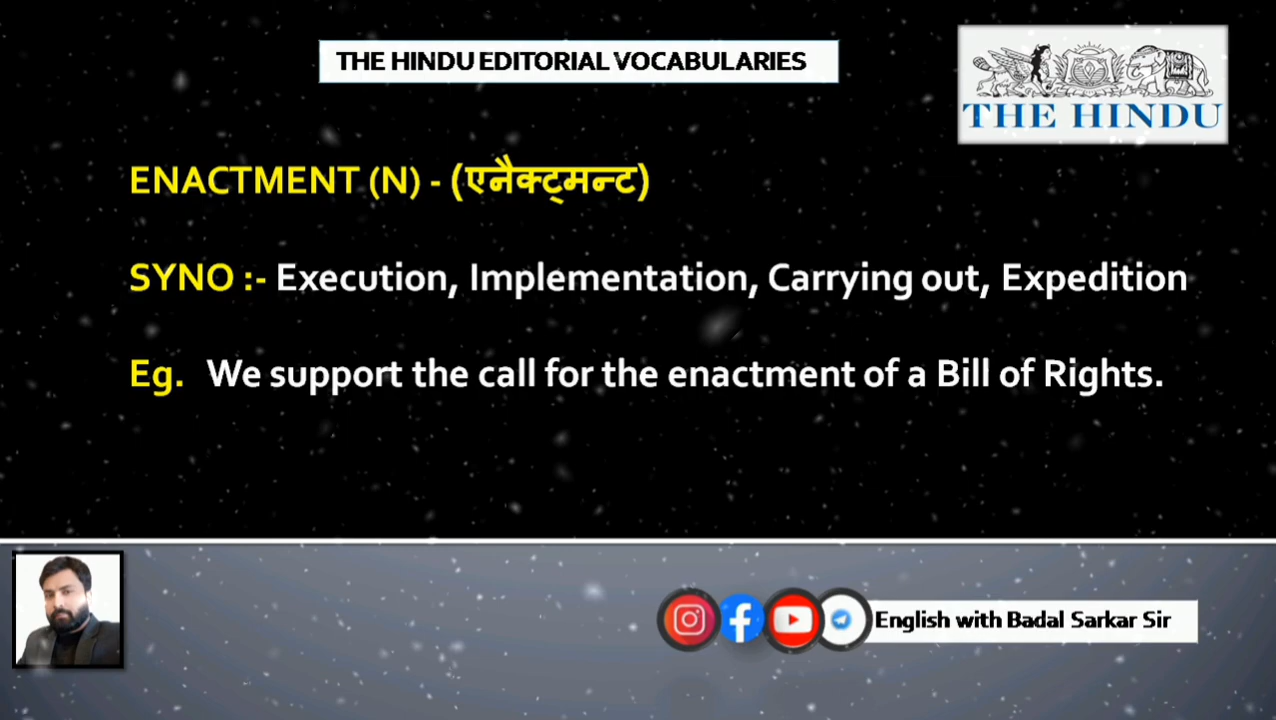 THE HINDU EDITORIAL VOCABULARIES
THE HINDU
ENACTMENT (N) - (एनैक्ट्मन्ट)
SYNO :- Execution, Implementation, Carrying out, Expedition
Eg. We support the call for the enactment of a Bill of Rights.
English with Badal Sarkar Sir